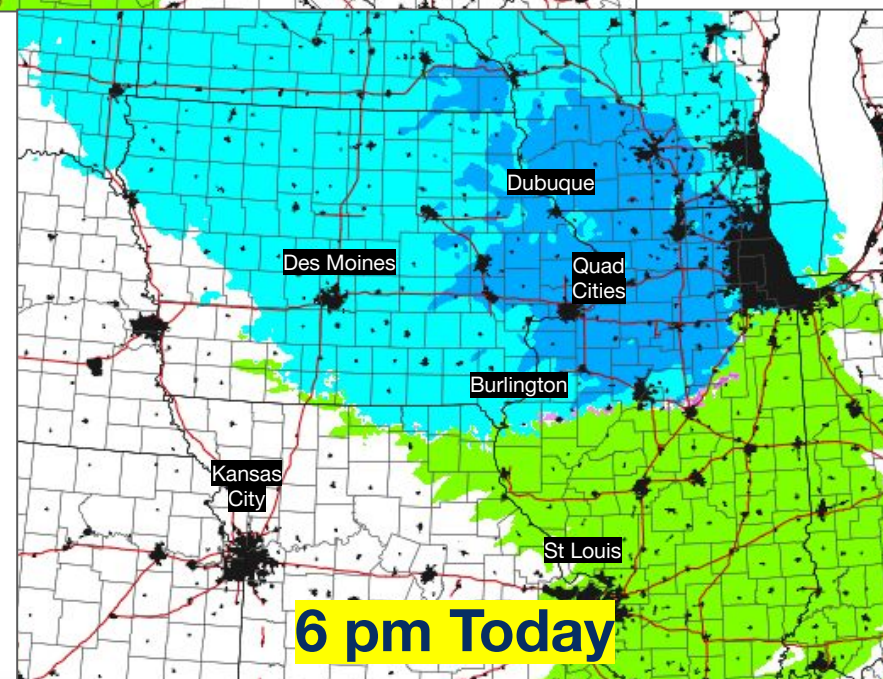 Dubuque
Des Moines
Quad
Cities
Burlington
Kansas
City
St Louis
6 pm Today